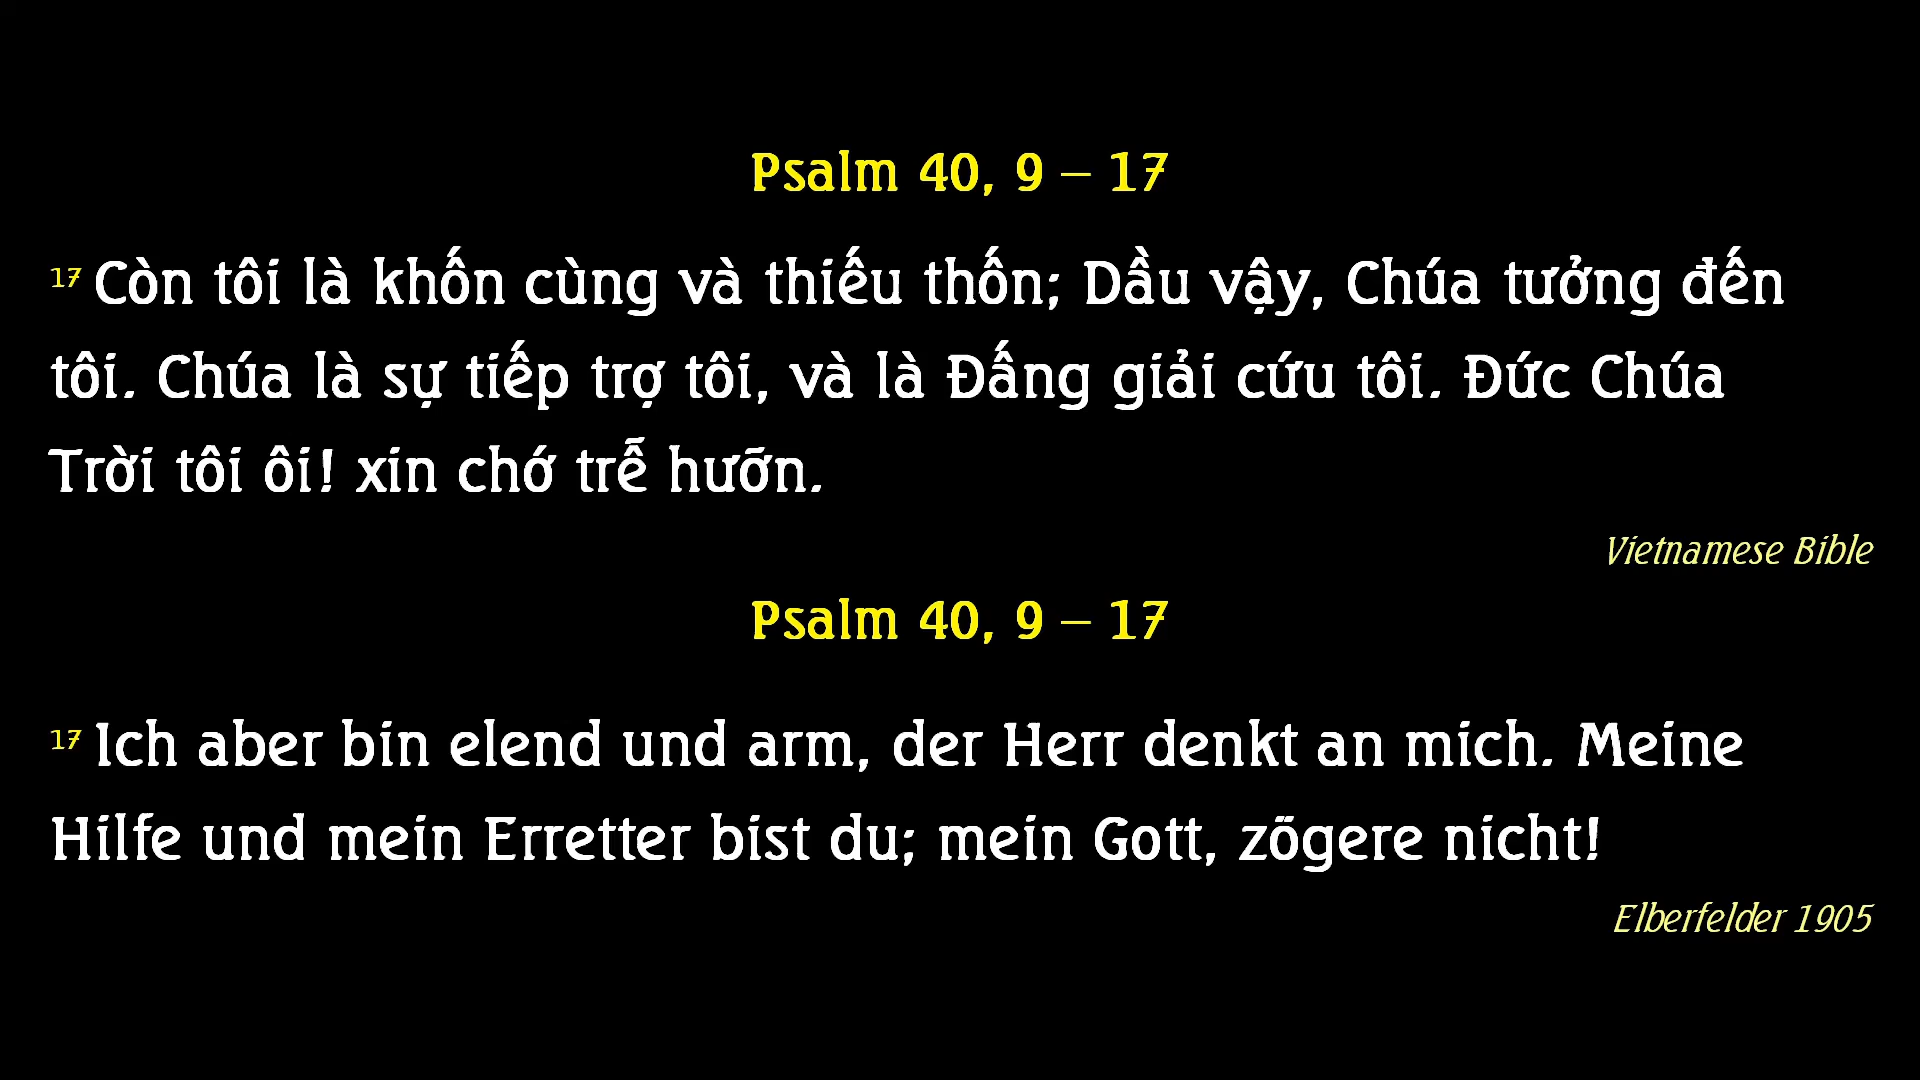 Psalm 40, 9 – 17
17 Còn tôi là khốn cùng và thiếu thốn; Dầu vậy, Chúa tưởng đến
tôi. Chúa là sự tiếp trợ tôi, và là Đấng giải cứu tôi. Đức Chúa
Trời tôi ôi! xin chớ trễ hưỡn.
Vietnamese Bible
Psalm 40, 9 – 17
17 Ich aber bin elend und arm, der Herr denkt an mich. Meine
Hilfe und mein Erretter bist du; mein Gott, zögere nicht!
Elberfelder 1905